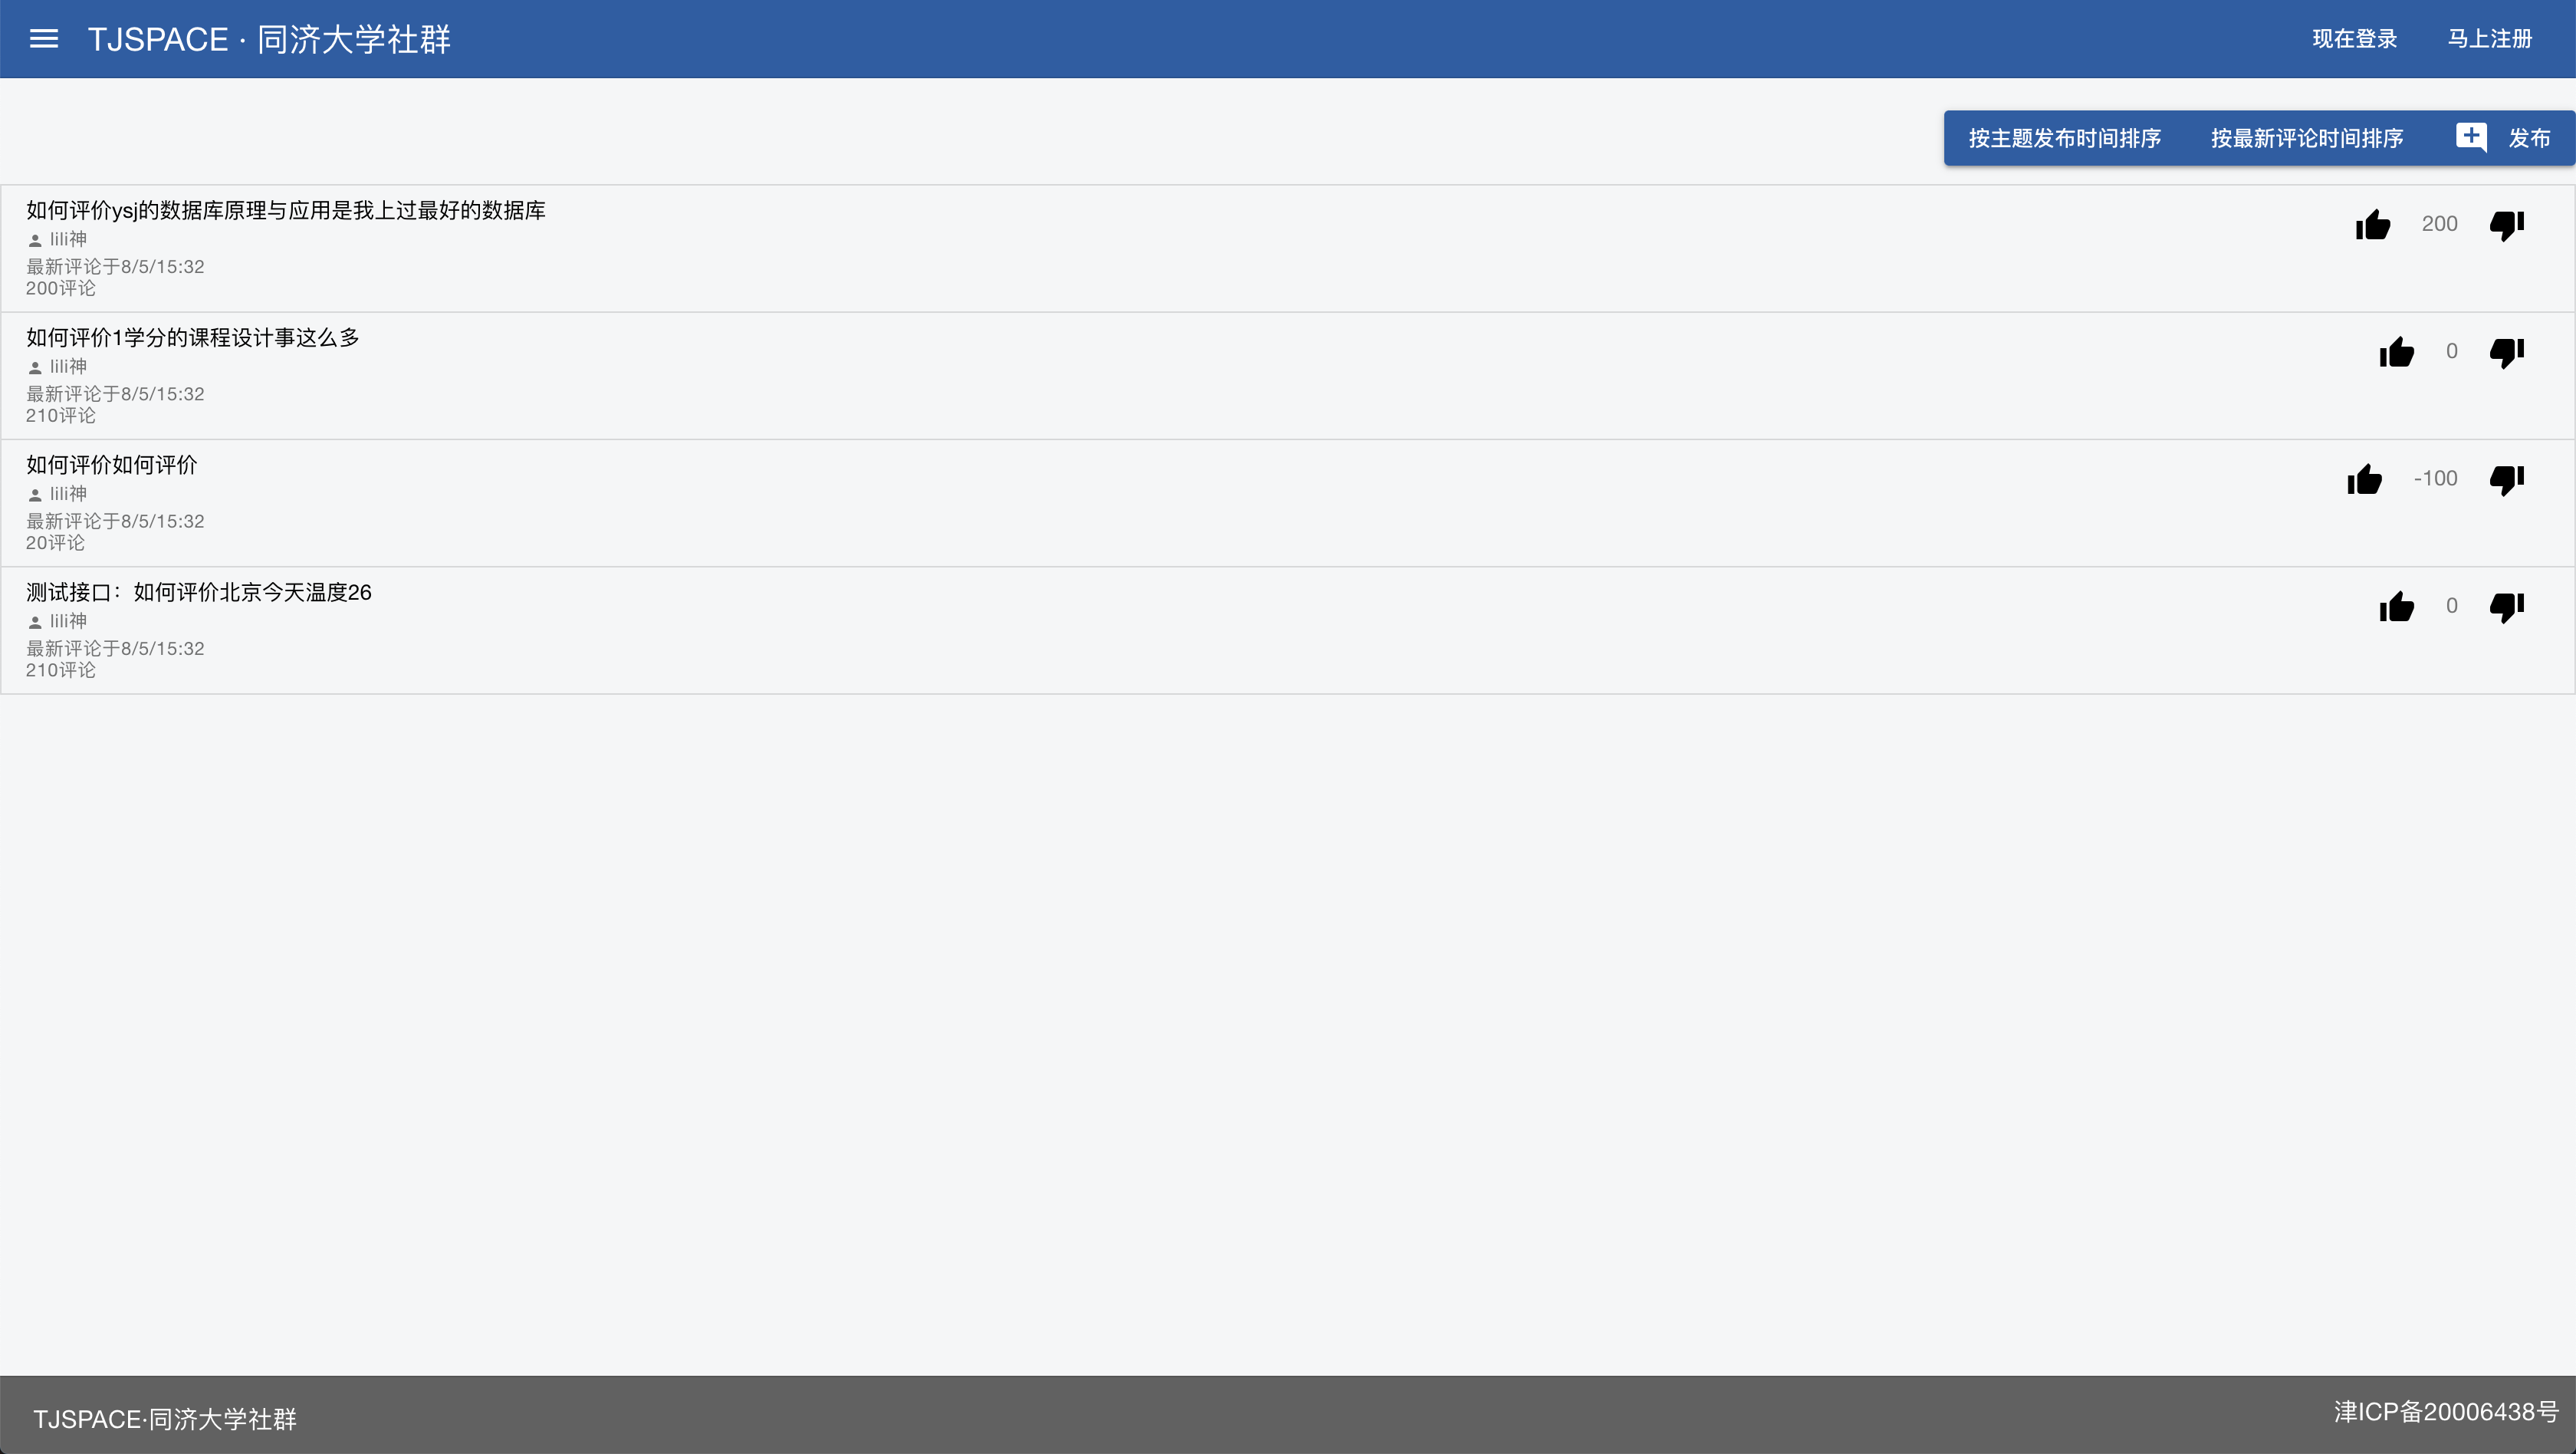 TJSPACE · 同济大学社群
现在登录
马上注册
按主题发布时间排序
按最新评论时间排序
发布
如何评价ysj的数据库原理与应用是我上过最好的数据库
lili神
最新评论于8/5/15:32
200评论
200
如何评价1学分的课程设计事这么多
lili神
最新评论于8/5/15:32
210评论
0
如何评价如何评价
lili神
最新评论于8/5/15:32
20评论
-100
测试接口：如何评价北京今天温度26
lili神
最新评论于8/5/15:32
210评论
0
TJSPACE·同济大学社群
津ICP备20006438号